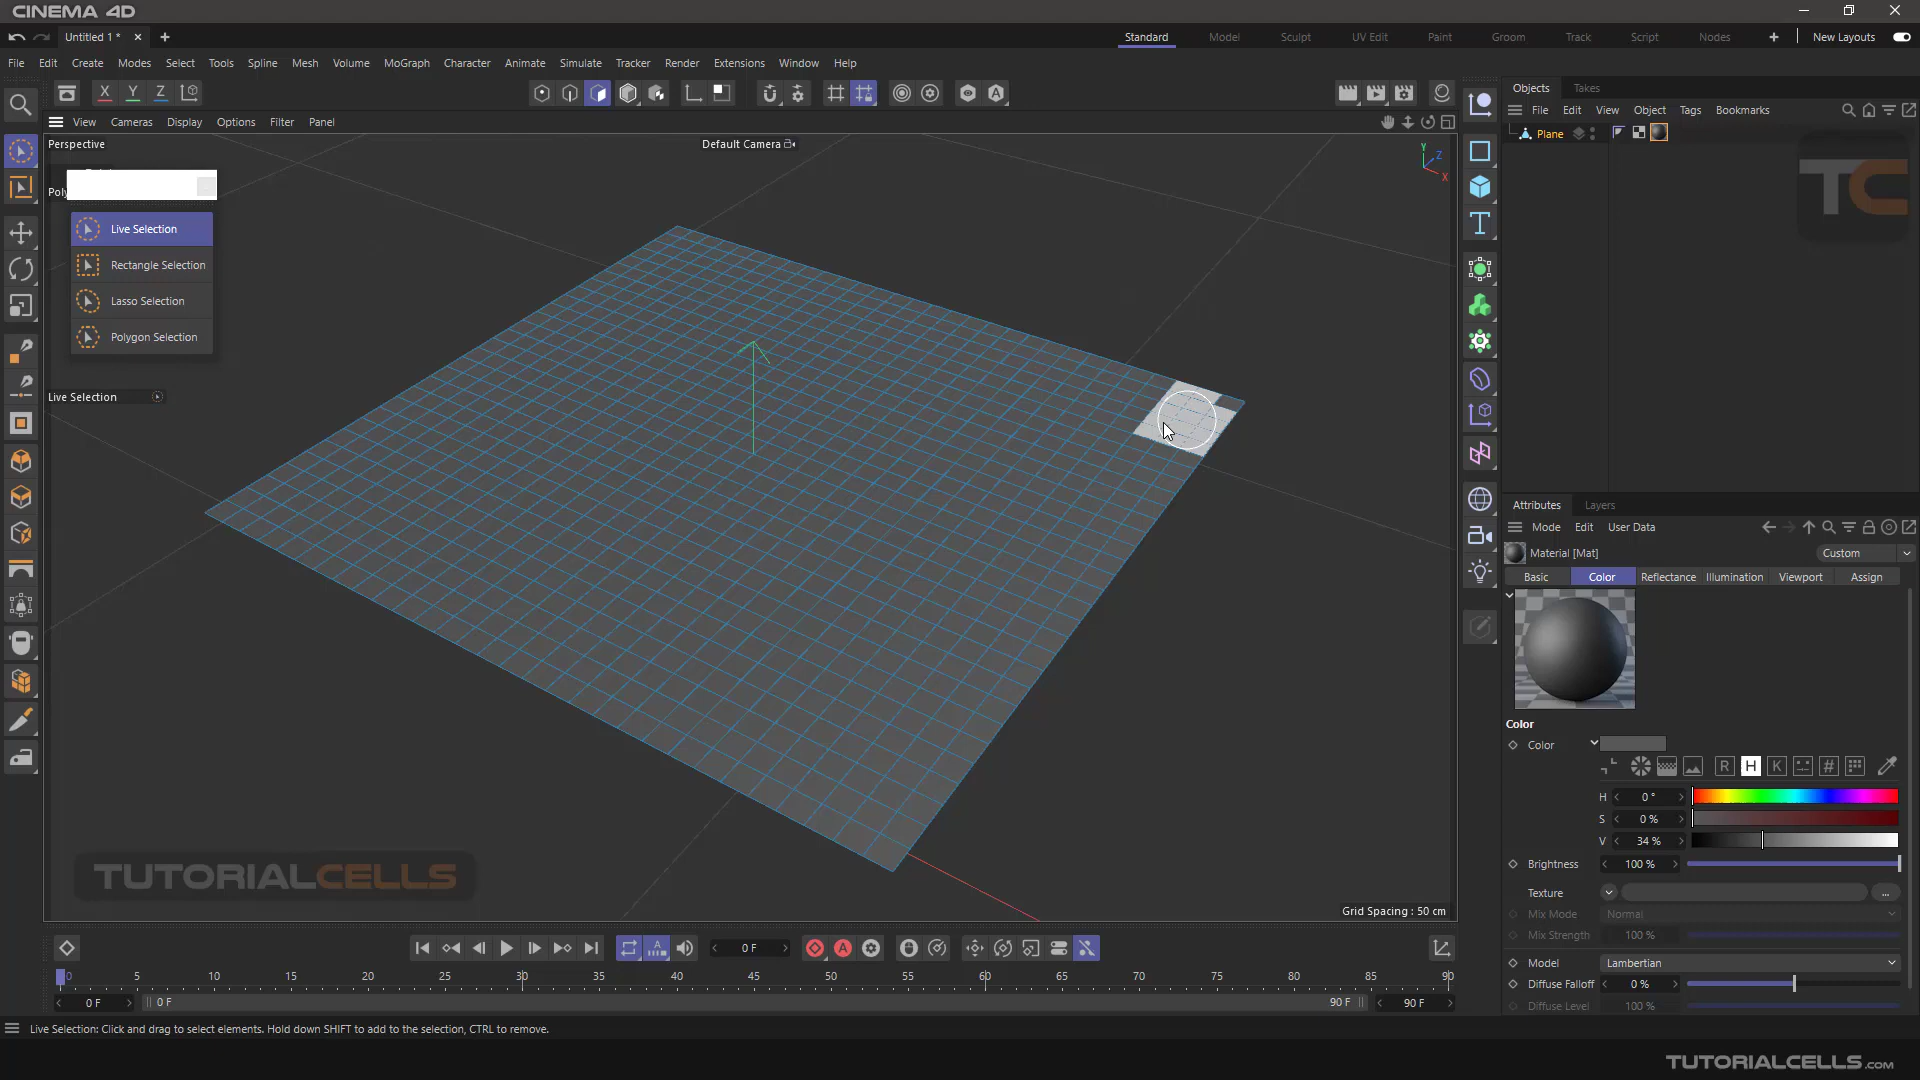 CINEMA 4D
Untitled 1 *
Standard Model Sculpt UV Edit Paint Groom Track Script Nodes New Layouts
File Edit Create Modes Select Tools Spline Mesh Volume MoGraph Character Animate Simulate Tracker Render Extensions Window Help
X Y Z
View Cameras Display Options Filter Panel
Perspective
Default Camera
Poly
Live Selection
Rectangle Selection
Lasso Selection
Polygon Selection
Live Selection
Y
Z
X
TUTORIALCELLS
Grid Spacing : 50 cm
Objects Takes
File Edit View Object Tags Bookmarks
Plane
TC
Attributes Layers
Mode Edit User Data
Material [Mat] Custom
Basic Color Reflectance Illumination Viewport Assign
Color
Color
R H K #
H 0 °
S 0 %
V 34 %
Brightness 100 %
Texture ...
Mix Mode Normal
Mix Strength 100 %
Model Lambertian
Diffuse Falloff 0 %
Diffuse Level 100 %
0 F
0 5 10 15 20 25 30 35 40 45 50 55 60 65 70 75 80 85 90
0 F 0 F 90 F 90 F
Live Selection: Click and drag to select elements. Hold down SHIFT to add to the selection, CTRL to remove.
TUTORIALCELLS.com